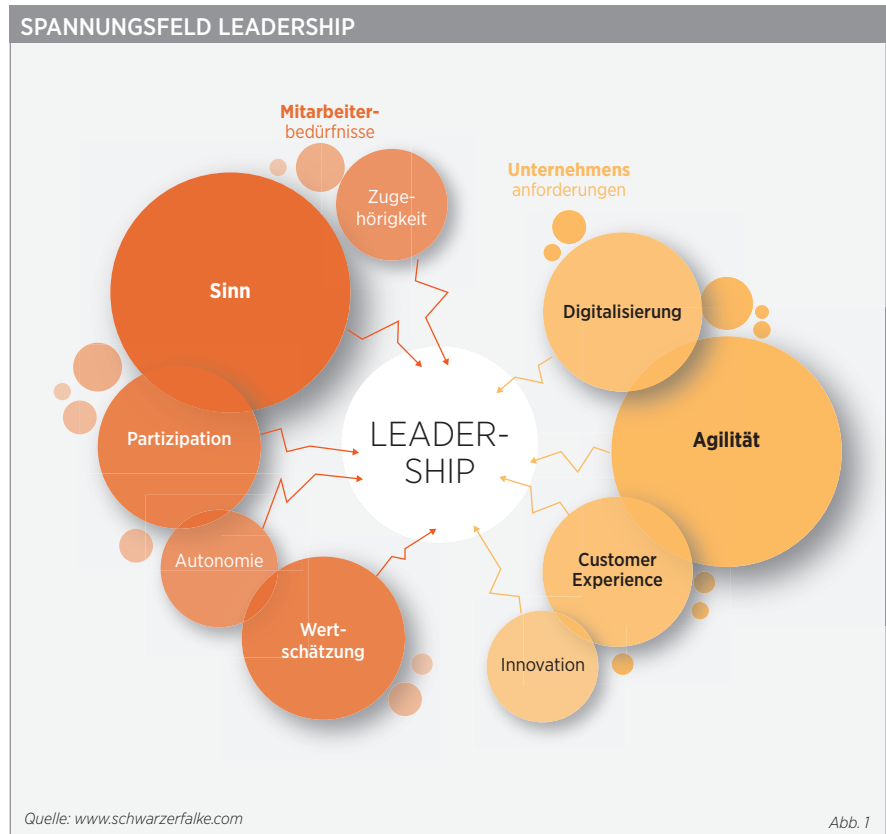 SPANNUNGSFELD LEADERSHIP
Mitarbeiter-
bedürfnisse
Zuge-
hörigkeit
Sinn
Partizipation
Autonomie
Wert-
schätzung
LEADER-
SHIP
Unternehmens
anforderungen
Digitalisierung
Agilität
Customer
Experience
Innovation
Quelle: www.schwarzerfalke.com
Abb. 1